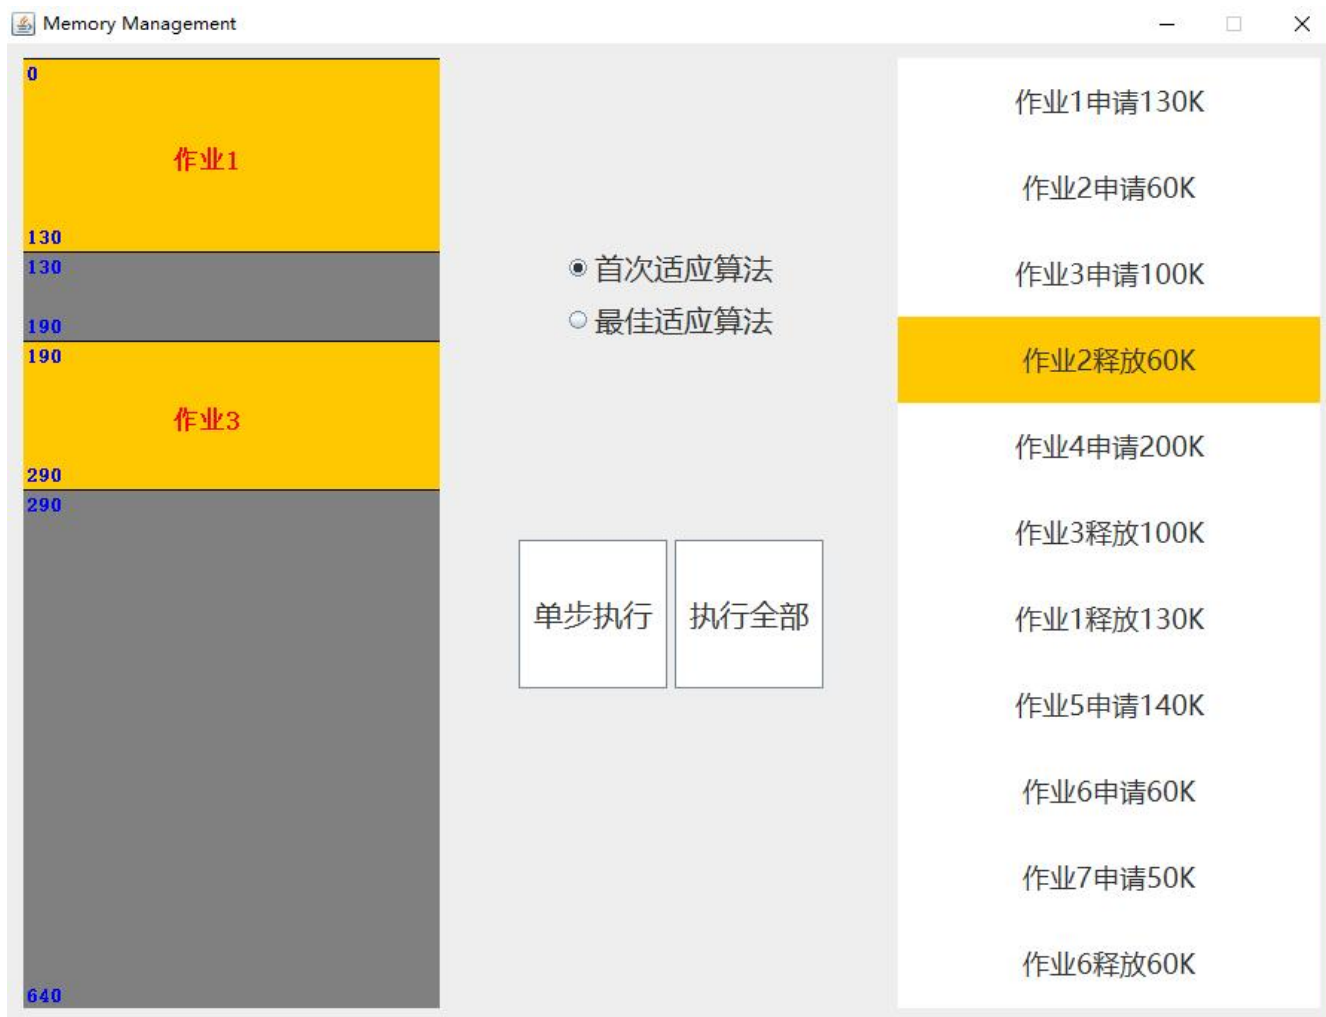 Memory Management
0
作业1
130
130
190
190
作业3
290
290
640
首次适应算法
最佳适应算法
单步执行
执行全部
作业1申请130K
作业2申请60K
作业3申请100K
作业2释放60K
作业4申请200K
作业3释放100K
作业1释放130K
作业5申请140K
作业6申请60K
作业7申请50K
作业6释放60K